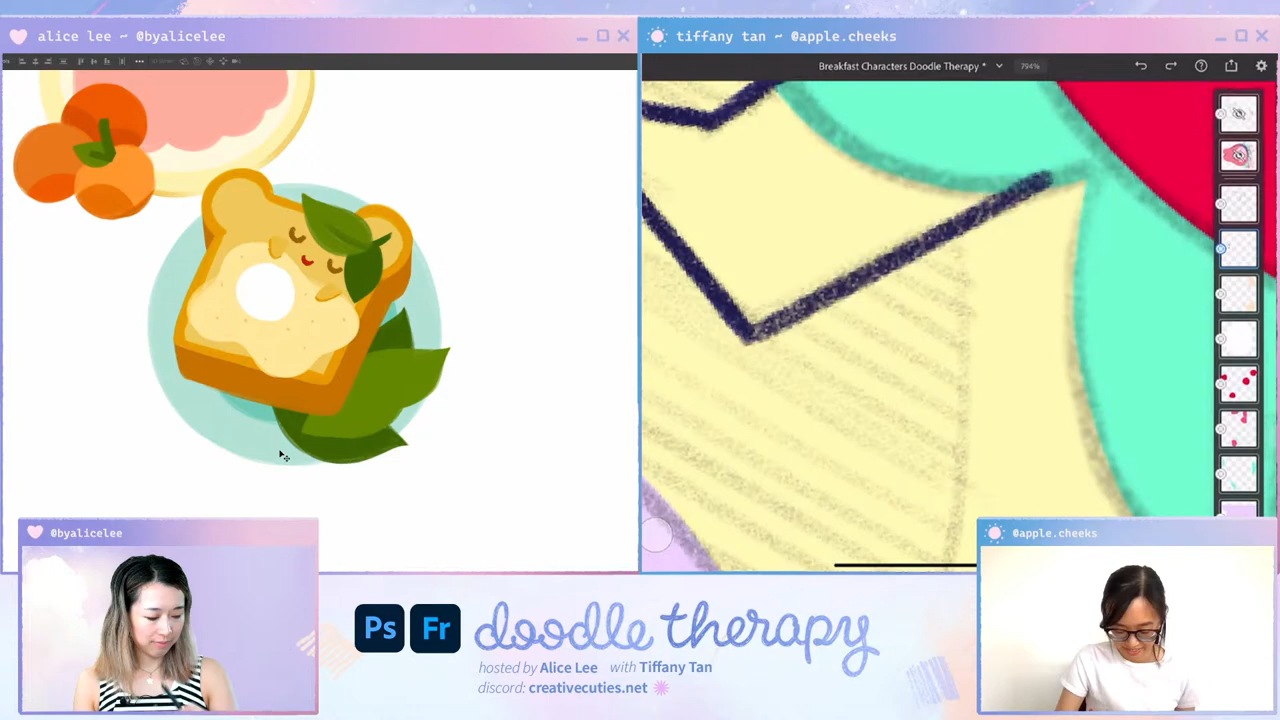 alice lee ~ @byalicelee
tiffany tan ~ @apple.cheeks
Breakfast Characters Doodle Therapy *
794%
@byalicelee
@apple.cheeks
Ps Fr
doodle therapy
hosted by Alice Lee with Tiffany Tan
discord: creativecuties.net